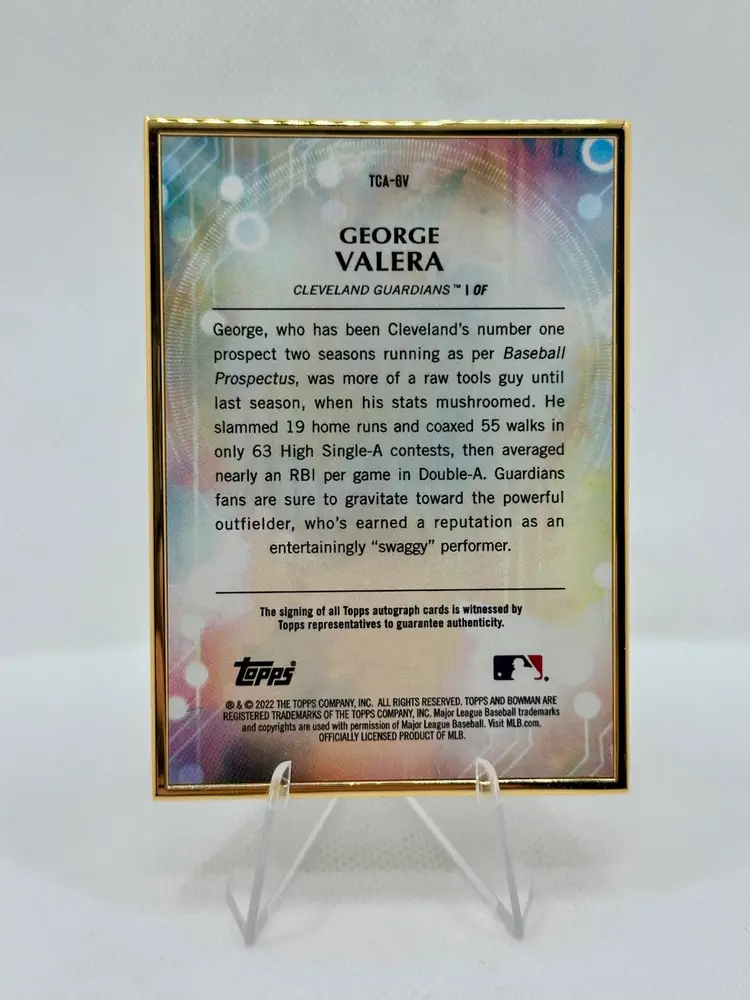 TCA-GV
GEORGE
VALERA
CLEVELAND GUARDIANS™ | OF
George, who has been Cleveland's number one
prospect two seasons running as per Baseball
Prospectus, was more of a raw tools guy until
last season, when his stats mushroomed. He
slammed 19 home runs and coaxed 55 walks in
only 63 High Single-A contests, then averaged
nearly an RBI per game in Double-A. Guardians
fans are sure to gravitate toward the powerful
outfielder, who's earned a reputation as an
entertainingly “swaggy” performer.
The signing of all Topps autograph cards is witnessed by
Topps representatives to guarantee authenticity.
topps®
® & © 2022 THE TOPPS COMPANY, INC. ALL RIGHTS RESERVED. TOPPS AND BOWMAN ARE
REGISTERED TRADEMARKS OF THE TOPPS COMPANY, INC. Major League Baseball trademarks
and copyrights are used with permission of Major League Baseball. Visit MLB.com.
OFFICIALLY LICENSED PRODUCT OF MLB.